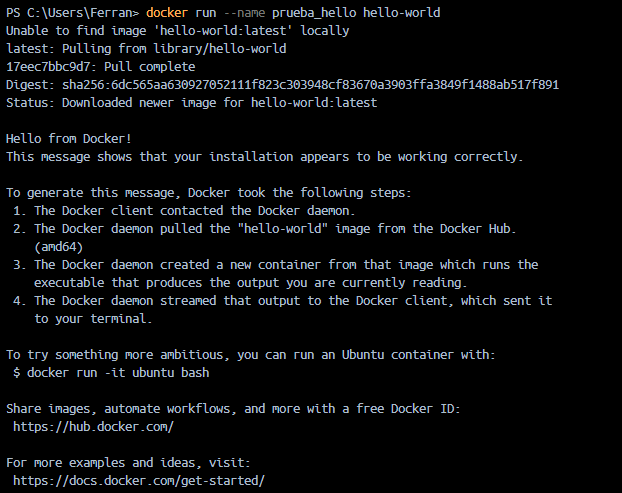 PS C:\Users\Ferran> docker run --name prueba_hello hello-world
Unable to find image 'hello-world:latest' locally
latest: Pulling from library/hello-world
17eec7bbc9d7: Pull complete
Digest: sha256:6dc565aa630927052111f823c303948cf83670a3903ffa3849f1488ab517f891
Status: Downloaded newer image for hello-world:latest

Hello from Docker!
This message shows that your installation appears to be working correctly.

To generate this message, Docker took the following steps:
 1. The Docker client contacted the Docker daemon.
 2. The Docker daemon pulled the "hello-world" image from the Docker Hub.
    (amd64)
 3. The Docker daemon created a new container from that image which runs the
    executable that produces the output you are currently reading.
 4. The Docker daemon streamed that output to the Docker client, which sent it
    to your terminal.

To try something more ambitious, you can run an Ubuntu container with:
 $ docker run -it ubuntu bash

Share images, automate workflows, and more with a free Docker ID:
 https://hub.docker.com/

For more examples and ideas, visit:
 https://docs.docker.com/get-started/